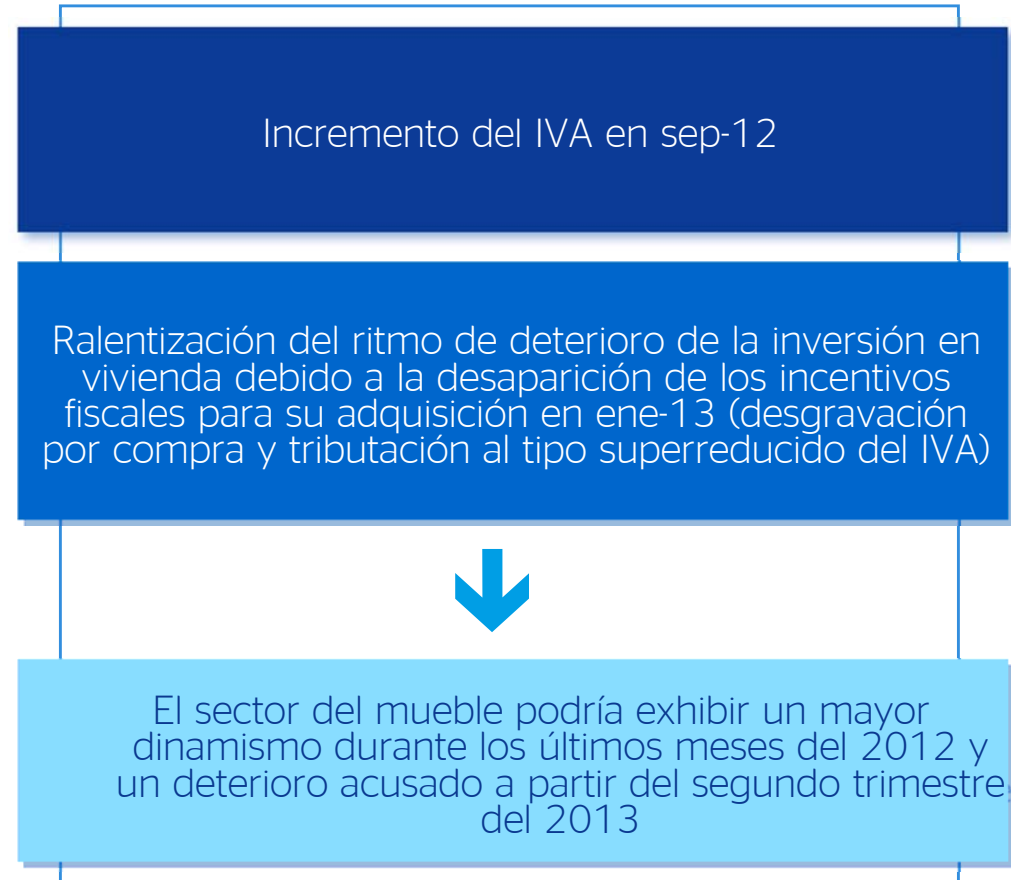 Incremento del IVA en sep-12
Ralentización del ritmo de deterioro de la inversión en
vivienda debido a la desaparición de los incentivos
fiscales para su adquisición en ene-13 (desgravación
por compra y tributación al tipo superreducido del IVA)
El sector del mueble podría exhibir un mayor
dinamismo durante los últimos meses del 2012 y
un deterioro acusado a partir del segundo trimestre
del 2013